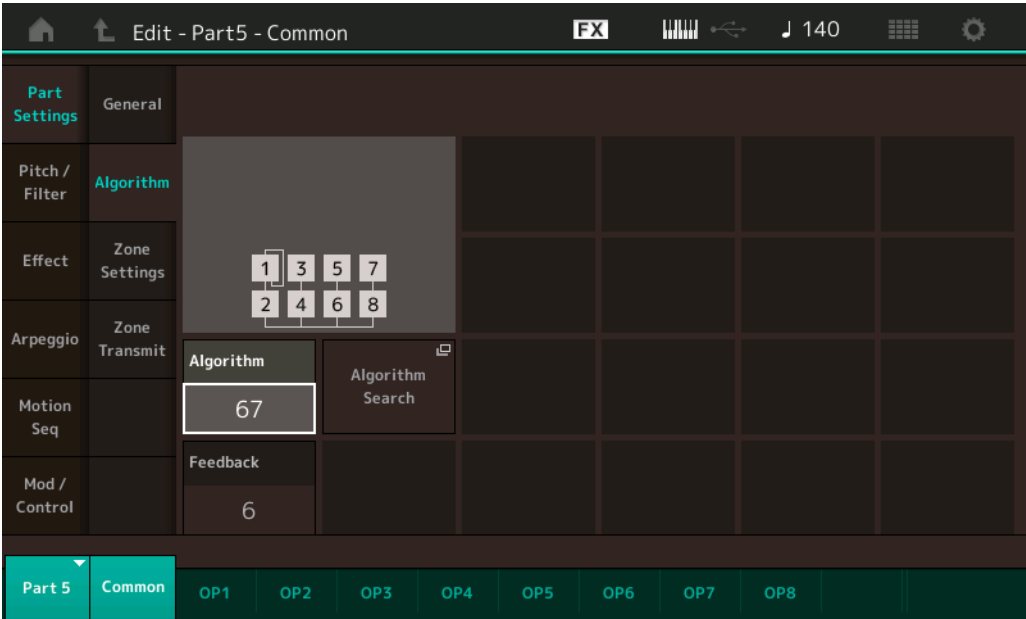 Edit - Part5 - Common
FX
♩ 140
Part
Settings
General
Pitch /
Filter
Algorithm
Effect
Zone
Settings
Arpeggio
Zone
Transmit
Motion
Seq
Mod /
Control
1 3 5 7
2 4 6 8
Algorithm
67
Algorithm
Search
Feedback
6
Part 5
Common
OP1
OP2
OP3
OP4
OP5
OP6
OP7
OP8